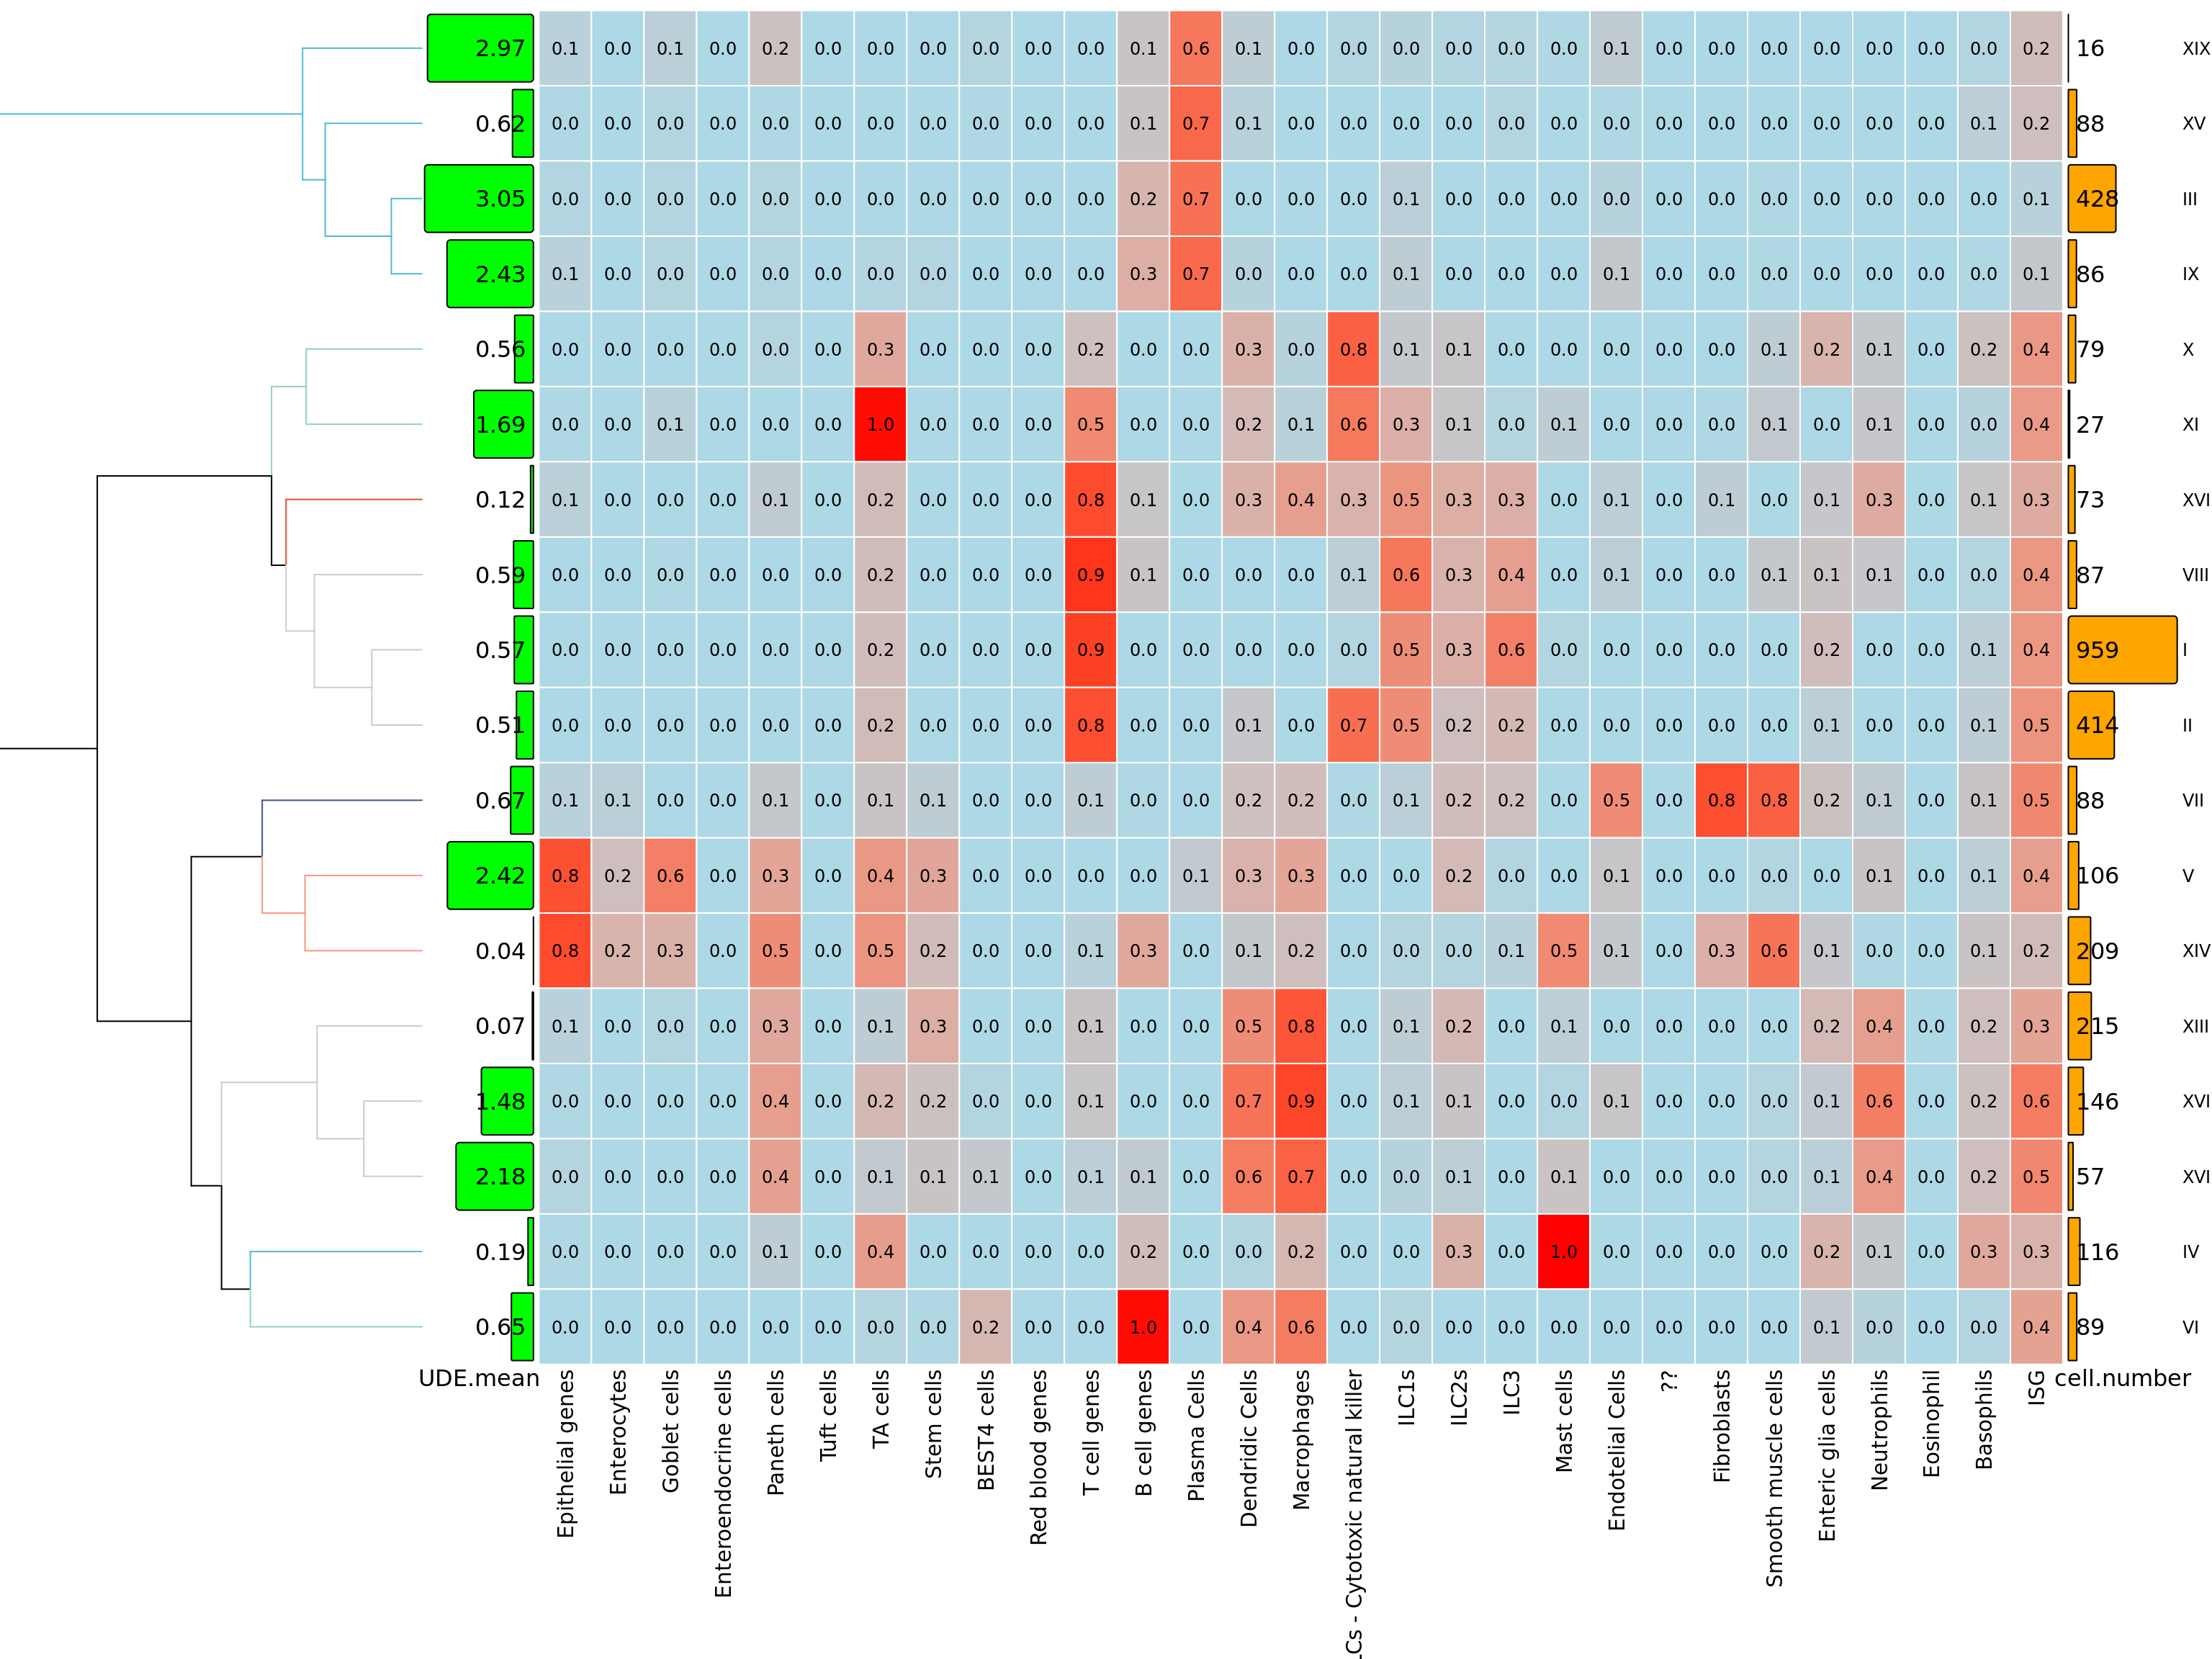 2.97 0.1 0.0 0.1 0.0 0.2 0.0 0.0 0.0 0.0 0.0 0.0 0.1 0.6 0.1 0.0 0.0 0.0 0.0 0.0 0.0 0.1 0.0 0.0 0.0 0.0 0.0 0.0 0.0 0.2 16 XIX
0.62 0.0 0.0 0.0 0.0 0.0 0.0 0.0 0.0 0.0 0.0 0.0 0.1 0.7 0.1 0.0 0.0 0.0 0.0 0.0 0.0 0.0 0.0 0.0 0.0 0.0 0.0 0.0 0.1 0.2 88 XV
3.05 0.0 0.0 0.0 0.0 0.0 0.0 0.0 0.0 0.0 0.0 0.0 0.2 0.7 0.0 0.0 0.0 0.1 0.0 0.0 0.0 0.0 0.0 0.0 0.0 0.0 0.0 0.0 0.0 0.1 428 III
2.43 0.1 0.0 0.0 0.0 0.0 0.0 0.0 0.0 0.0 0.0 0.0 0.3 0.7 0.0 0.0 0.0 0.1 0.0 0.0 0.0 0.1 0.0 0.0 0.0 0.0 0.0 0.0 0.0 0.1 86 IX
0.56 0.0 0.0 0.0 0.0 0.0 0.0 0.3 0.0 0.0 0.0 0.2 0.0 0.0 0.3 0.0 0.8 0.1 0.1 0.0 0.0 0.0 0.0 0.0 0.1 0.2 0.1 0.0 0.2 0.4 79 X
1.69 0.0 0.0 0.1 0.0 0.0 0.0 1.0 0.0 0.0 0.0 0.5 0.0 0.0 0.2 0.1 0.6 0.3 0.1 0.0 0.1 0.0 0.0 0.0 0.1 0.0 0.1 0.0 0.0 0.4 27 XI
0.12 0.1 0.0 0.0 0.0 0.1 0.0 0.2 0.0 0.0 0.0 0.8 0.1 0.0 0.3 0.4 0.3 0.5 0.3 0.3 0.0 0.1 0.0 0.1 0.0 0.1 0.3 0.0 0.1 0.3 73 XVI
0.59 0.0 0.0 0.0 0.0 0.0 0.0 0.2 0.0 0.0 0.0 0.9 0.1 0.0 0.0 0.0 0.1 0.6 0.3 0.4 0.0 0.1 0.0 0.0 0.1 0.1 0.1 0.0 0.0 0.4 87 VIII
0.57 0.0 0.0 0.0 0.0 0.0 0.0 0.2 0.0 0.0 0.0 0.9 0.0 0.0 0.0 0.0 0.0 0.5 0.3 0.6 0.0 0.0 0.0 0.0 0.0 0.2 0.0 0.0 0.1 0.4 959 I
0.51 0.0 0.0 0.0 0.0 0.0 0.0 0.2 0.0 0.0 0.0 0.8 0.0 0.0 0.1 0.0 0.7 0.5 0.2 0.2 0.0 0.0 0.0 0.0 0.0 0.1 0.0 0.0 0.1 0.5 414 II
0.67 0.1 0.1 0.0 0.0 0.1 0.0 0.1 0.1 0.0 0.0 0.1 0.0 0.0 0.2 0.2 0.0 0.1 0.2 0.2 0.0 0.5 0.0 0.8 0.8 0.2 0.1 0.0 0.1 0.5 88 VII
2.42 0.8 0.2 0.6 0.0 0.3 0.0 0.4 0.3 0.0 0.0 0.0 0.0 0.1 0.3 0.3 0.0 0.0 0.2 0.0 0.0 0.1 0.0 0.0 0.0 0.0 0.1 0.0 0.1 0.4 106 V
0.04 0.8 0.2 0.3 0.0 0.5 0.0 0.5 0.2 0.0 0.0 0.1 0.3 0.0 0.1 0.2 0.0 0.0 0.0 0.1 0.5 0.1 0.0 0.3 0.6 0.1 0.0 0.0 0.1 0.2 209 XIV
0.07 0.1 0.0 0.0 0.0 0.3 0.0 0.1 0.3 0.0 0.0 0.1 0.0 0.0 0.5 0.8 0.0 0.1 0.2 0.0 0.1 0.0 0.0 0.0 0.0 0.2 0.4 0.0 0.2 0.3 215 XIII
1.48 0.0 0.0 0.0 0.0 0.4 0.0 0.2 0.2 0.0 0.0 0.1 0.0 0.0 0.7 0.9 0.0 0.1 0.1 0.0 0.0 0.1 0.0 0.0 0.0 0.1 0.6 0.0 0.2 0.6 146 XVI
2.18 0.0 0.0 0.0 0.0 0.4 0.0 0.1 0.1 0.1 0.0 0.1 0.1 0.0 0.6 0.7 0.0 0.0 0.1 0.0 0.1 0.0 0.0 0.0 0.0 0.1 0.4 0.0 0.2 0.5 57 XVI
0.19 0.0 0.0 0.0 0.0 0.1 0.0 0.4 0.0 0.0 0.0 0.0 0.2 0.0 0.0 0.2 0.0 0.0 0.3 0.0 1.0 0.0 0.0 0.0 0.0 0.2 0.1 0.0 0.3 0.3 116 IV
0.65 0.0 0.0 0.0 0.0 0.0 0.0 0.0 0.0 0.2 0.0 0.0 1.0 0.0 0.4 0.6 0.0 0.0 0.0 0.0 0.0 0.0 0.0 0.0 0.0 0.1 0.0 0.0 0.0 0.4 89 VI
UDE.mean
Epithelial genes
Enterocytes
Goblet cells
Enteroendocrine cells
Paneth cells
Tuft cells
TA cells
Stem cells
BEST4 cells
Red blood genes
T cell genes
B cell genes
Plasma Cells
Dendridic Cells
Macrophages
Cs - Cytotoxic natural killer
ILC1s
ILC2s
ILC3
Mast cells
Endotelial Cells
??
Fibroblasts
Smooth muscle cells
Enteric glia cells
Neutrophils
Eosinophil
Basophils
ISG
cell.number